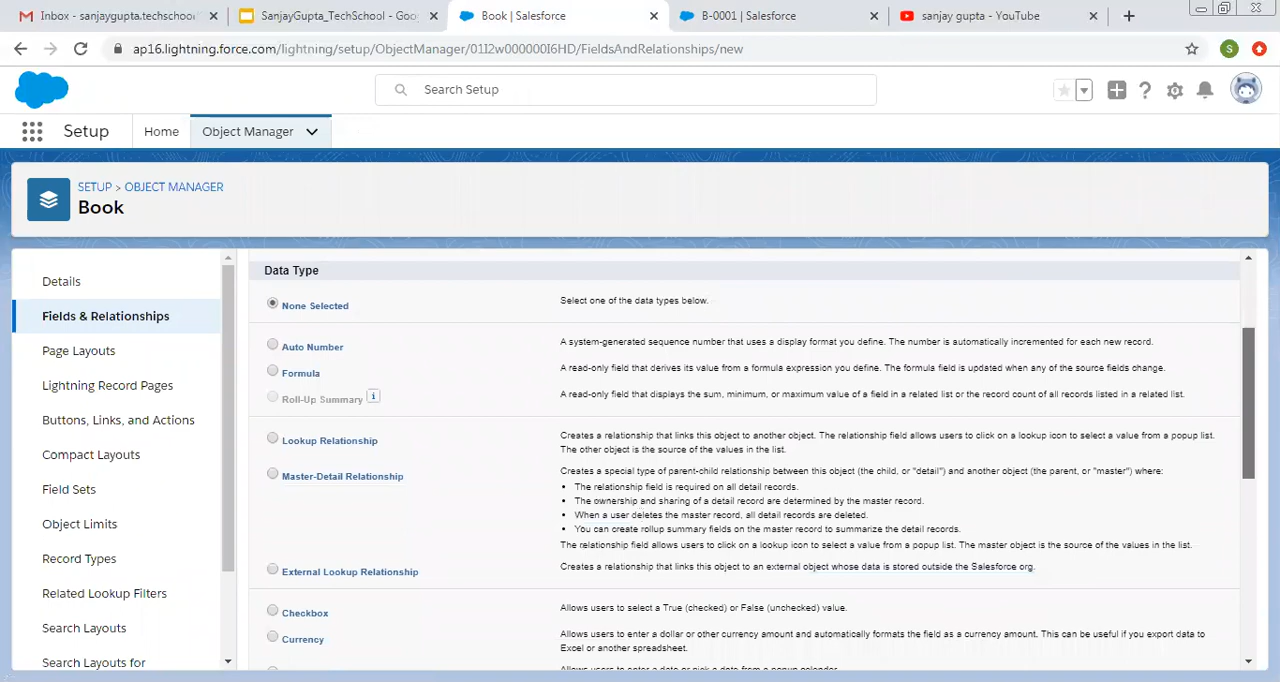 Inbox - sanjaygupta.techschool
SanjayGupta_TechSchool - Goo
Book | Salesforce
B-0001 | Salesforce
sanjay gupta - YouTube
ap16.lightning.force.com/lightning/setup/ObjectManager/01I2w000000I6HD/FieldsAndRelationships/new
S
Search Setup
Setup
Home
Object Manager
SETUP > OBJECT MANAGER
Book
Details
Fields & Relationships
Page Layouts
Lightning Record Pages
Buttons, Links, and Actions
Compact Layouts
Field Sets
Object Limits
Record Types
Related Lookup Filters
Search Layouts
Search Layouts for
Data Type
None Selected
Select one of the data types below.
Auto Number
A system-generated sequence number that uses a display format you define. The number is automatically incremented for each new record.
Formula
A read-only field that derives its value from a formula expression you define. The formula field is updated when any of the source fields change.
Roll-Up Summary i
A read-only field that displays the sum, minimum, or maximum value of a field in a related list or the record count of all records listed in a related list.
Lookup Relationship
Creates a relationship that links this object to another object. The relationship field allows users to click on a lookup icon to select a value from a popup list.
The other object is the source of the values in the list.
Master-Detail Relationship
Creates a special type of parent-child relationship between this object (the child, or "detail") and another object (the parent, or "master") where:
• The relationship field is required on all detail records.
• The ownership and sharing of a detail record are determined by the master record.
• When a user deletes the master record, all detail records are deleted.
• You can create rollup summary fields on the master record to summarize the detail records.
The relationship field allows users to click on a lookup icon to select a value from a popup list. The master object is the source of the values in the list.
External Lookup Relationship
Creates a relationship that links this object to an external object whose data is stored outside the Salesforce org.
Checkbox
Allows users to select a True (checked) or False (unchecked) value.
Currency
Allows users to enter a dollar or other currency amount and automatically formats the field as a currency amount. This can be useful if you export data to
Excel or another spreadsheet.
Allows users to enter a date or pick a date from a popup calendar.